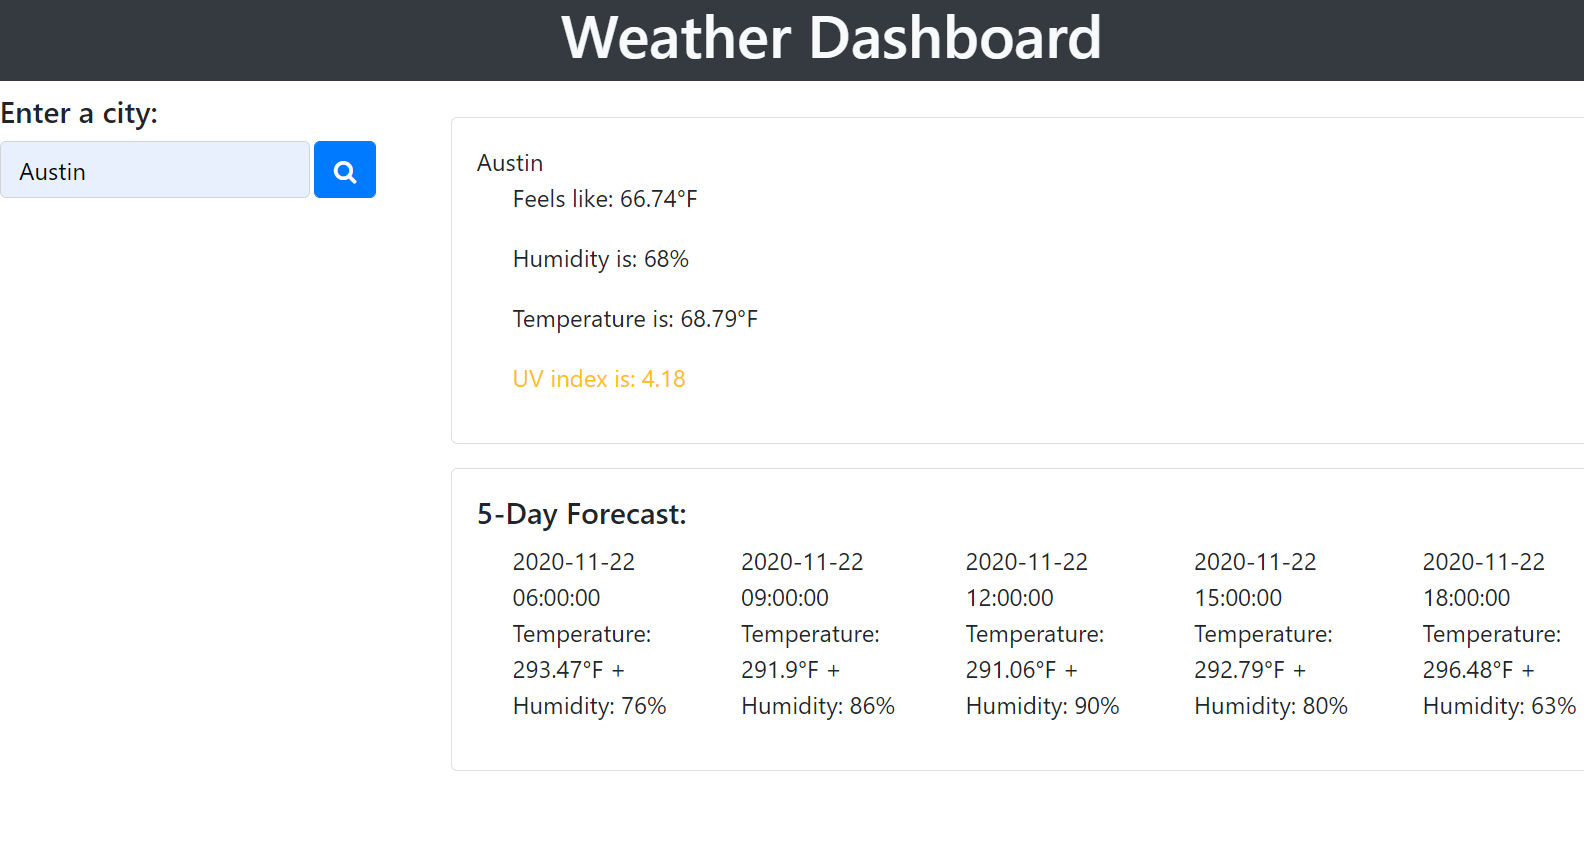 Weather Dashboard
Enter a city:
Austin
Austin
Feels like: 66.74°F
Humidity is: 68%
Temperature is: 68.79°F
UV index is: 4.18
5-Day Forecast:
2020-11-22
06:00:00
Temperature:
293.47°F +
Humidity: 76%
2020-11-22
09:00:00
Temperature:
291.9°F +
Humidity: 86%
2020-11-22
12:00:00
Temperature:
291.06°F +
Humidity: 90%
2020-11-22
15:00:00
Temperature:
292.79°F +
Humidity: 80%
2020-11-22
18:00:00
Temperature:
296.48°F +
Humidity: 63%